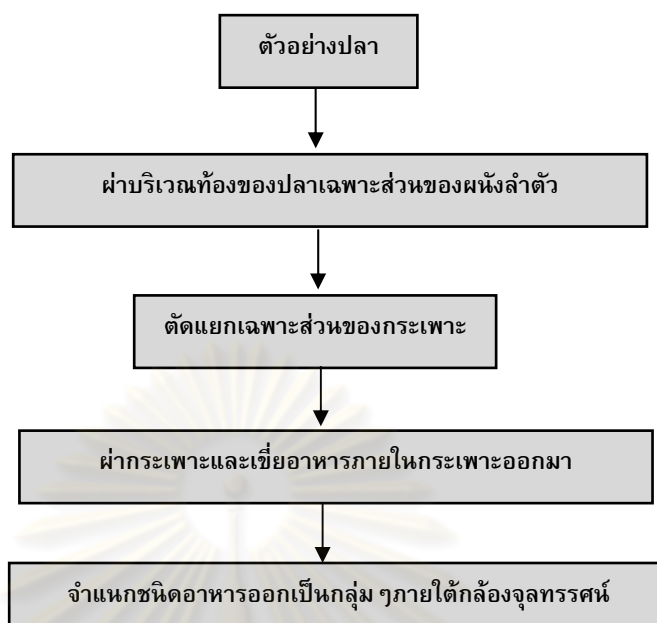 ตัวอย่างปลา
ผ่าบริเวณท้องของปลาเฉพาะส่วนของผนังลำตัว
ตัดแยกเฉพาะส่วนของกระเพาะ
ผ่ากระเพาะและเขี่ยอาหารภายในกระเพาะออกมา
จำแนกชนิดอาหารออกเป็นกลุ่ม ๆภายใต้กล้องจุลทรรศน์